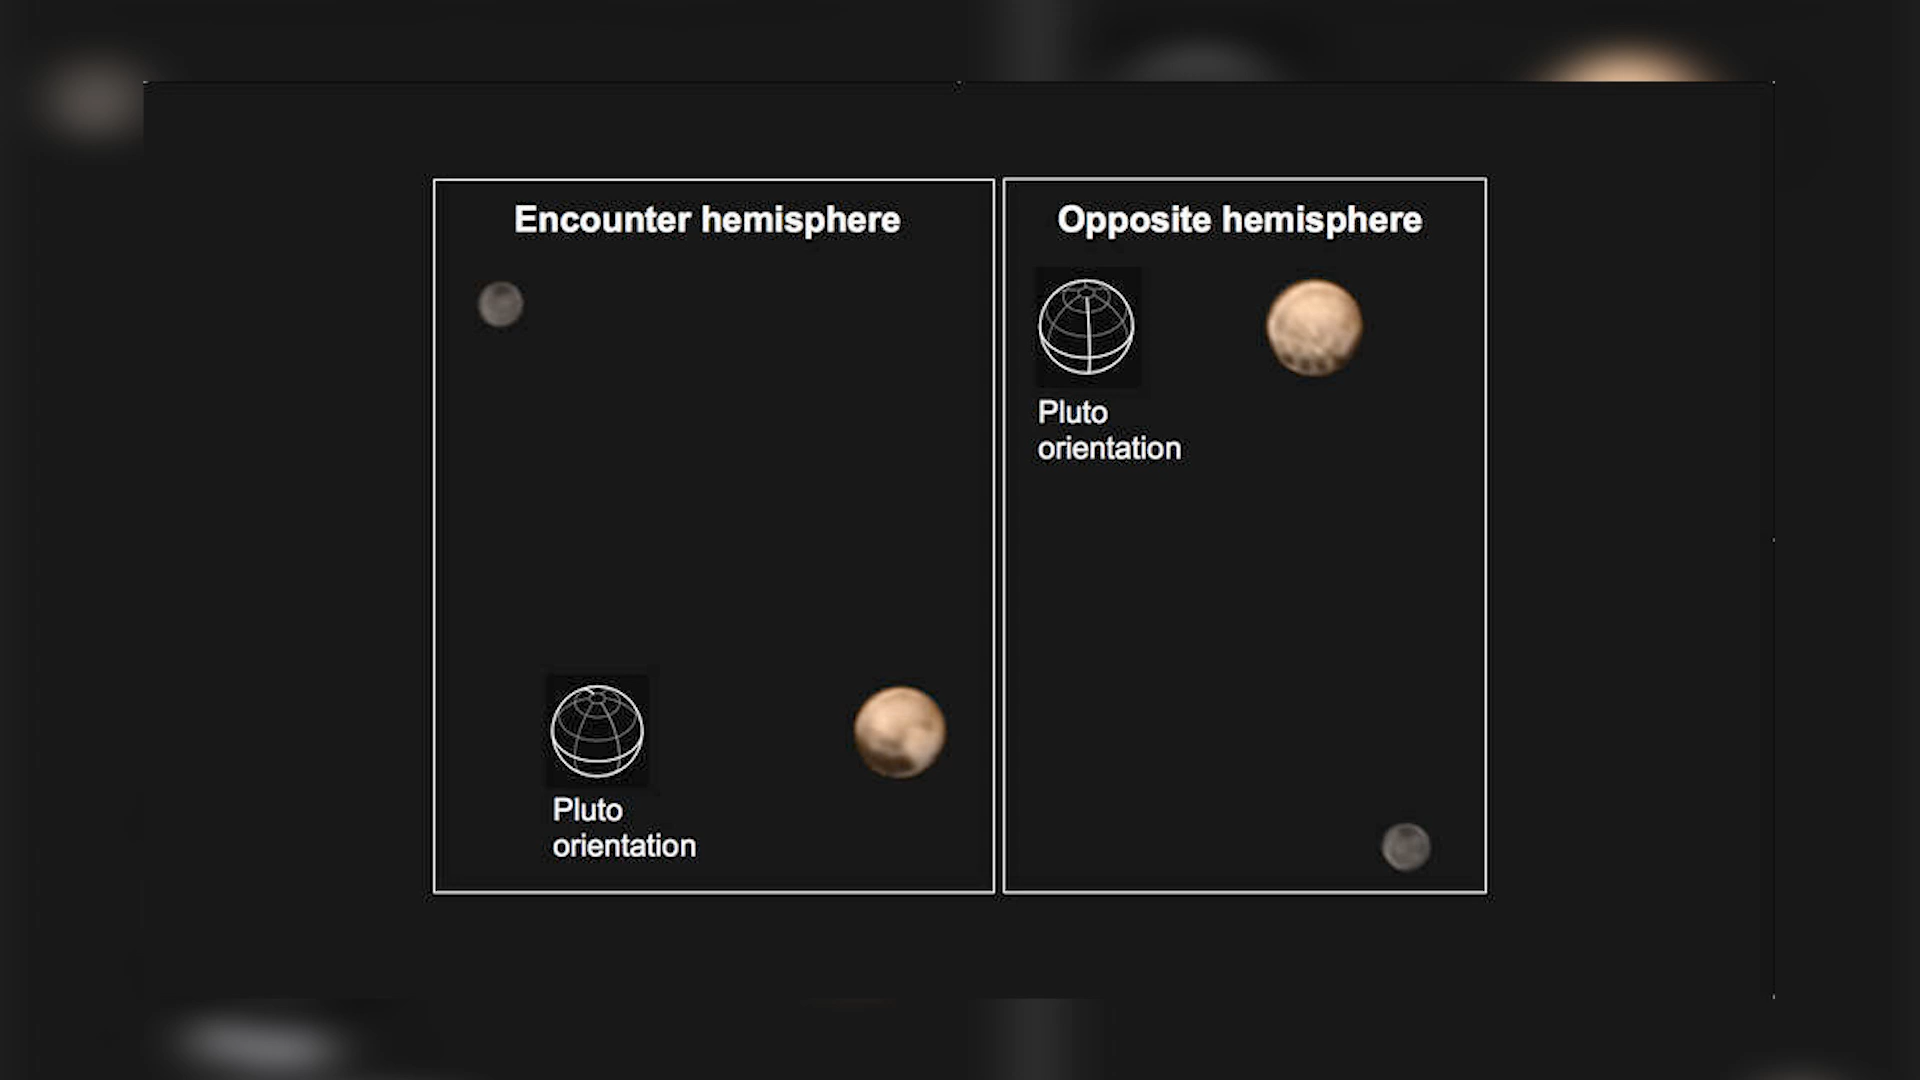 Encounter hemisphere
Pluto
orientation
Opposite hemisphere
Pluto
orientation